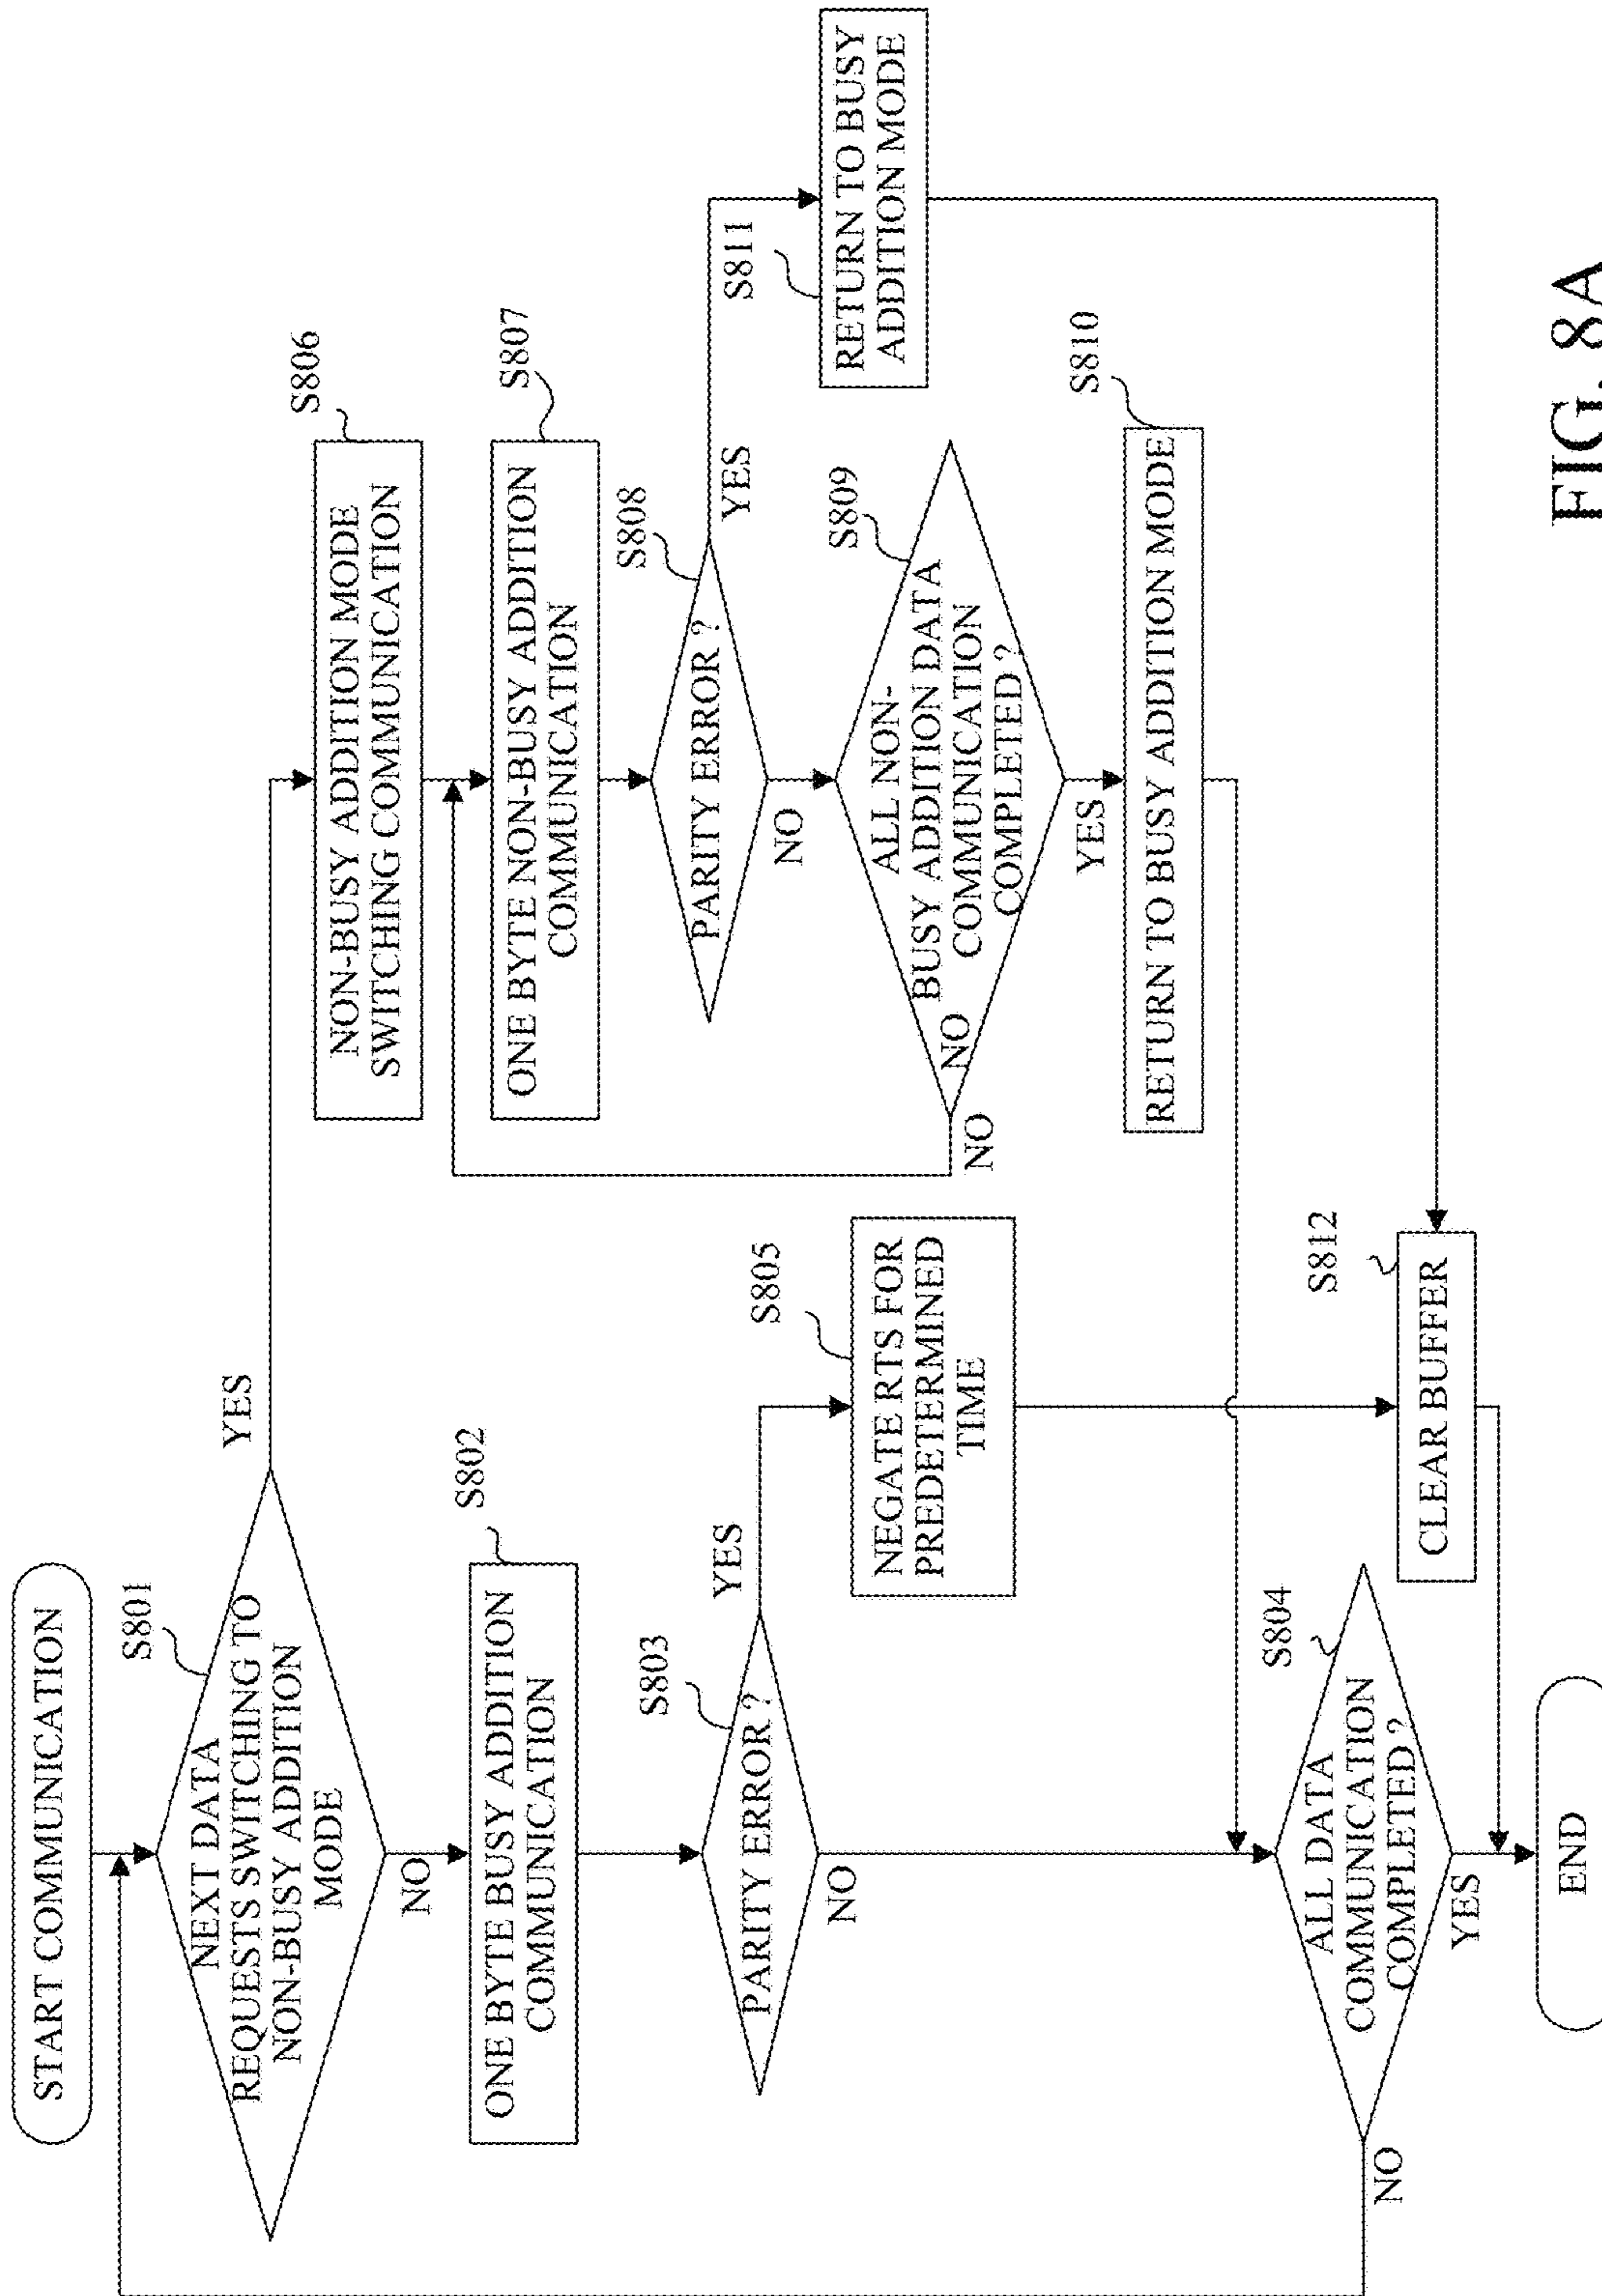 START COMMUNICATION
S801
NEXT DATA
REQUESTS SWITCHING TO
NON-BUSY ADDITION
MODE
YES
NO
S802
ONE BYTE BUSY ADDITION
COMMUNICATION
S803
PARITY ERROR ?
YES
NO
S805
NEGATE RTS FOR
PREDETERMINED
TIME
S804
ALL DATA
COMMUNICATION
COMPLETED ?
NO
YES
END
S806
NON-BUSY ADDITION MODE
SWITCHING COMMUNICATION
S807
ONE BYTE NON-BUSY ADDITION
COMMUNICATION
S808
PARITY ERROR ?
YES
NO
S809
ALL NON-
BUSY ADDITION DATA
COMMUNICATION
COMPLETED ?
NO
NO
YES
S810
RETURN TO BUSY ADDITION MODE
S811
RETURN TO BUSY
ADDITION MODE
S812
CLEAR BUFFER
FIG. 8A